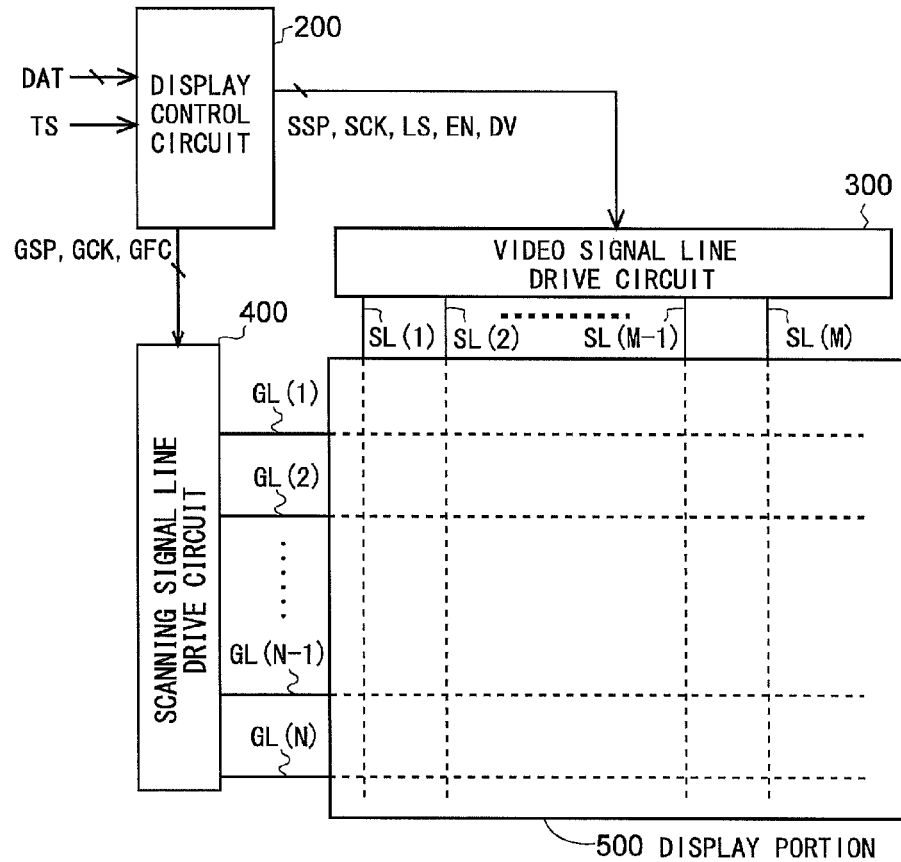 200
DAT
TS
DISPLAY
CONTROL
CIRCUIT
SSP, SCK, LS, EN, DV
GSP, GCK, GFC
300
VIDEO SIGNAL LINE
DRIVE CIRCUIT
400
SL(1)
SL(2)
SL(M-1)
SL(M)
SCANNING SIGNAL LINE
DRIVE CIRCUIT
GL(1)
GL(2)
GL(N-1)
GL(N)
500 DISPLAY PORTION